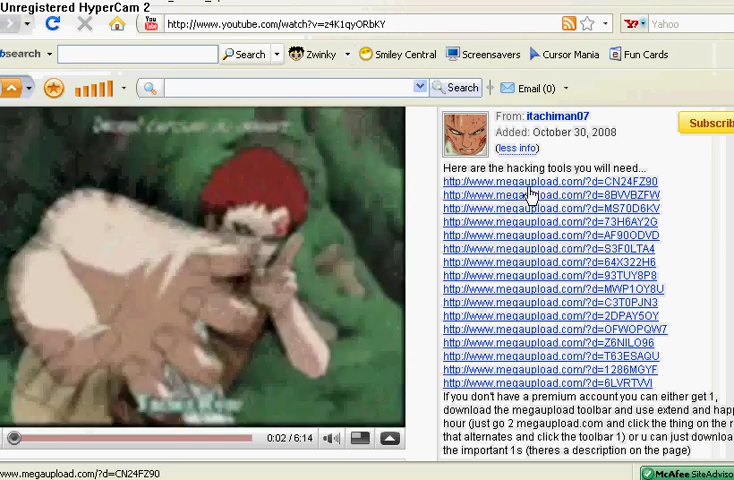 Unregistered HyperCam 2
http://www.youtube.com/watch?v=z4K1qyORbKY
Yahoo
bsearch Search Zwinky Smiley Central Screensavers Cursor Mania Fun Cards
Search Email (0)
From: itachiman07
Added: October 30, 2008
(less info)
Subscrib
Here are the hacking tools you will need...
http://www.megaupload.com/?d=CN24FZ90
http://www.megaupload.com/?d=8BVVBZFW
http://www.megaupload.com/?d=MS70D6KV
http://www.megaupload.com/?d=73H6AY2G
http://www.megaupload.com/?d=AF90ODVD
http://www.megaupload.com/?d=S3F0LTA4
http://www.megaupload.com/?d=64X322H6
http://www.megaupload.com/?d=93TUY8P8
http://www.megaupload.com/?d=MWP1OY8U
http://www.megaupload.com/?d=C3T0PJN3
http://www.megaupload.com/?d=2DPAY5OY
http://www.megaupload.com/?d=OFWOPQW7
http://www.megaupload.com/?d=Z6NILO96
http://www.megaupload.com/?d=T63ESAQU
http://www.megaupload.com/?d=1286MGYF
http://www.megaupload.com/?d=6LVRTVVI
If you don't have a premium account you can either get 1,
download the megaupload toolbar and use extend and happ
hour (just go 2 megaupload.com and click the thing on the r
that alternates and click the toolbar 1) or u can just downloa
the important 1s (theres a description on the page)
0:02 / 6:14
www.megaupload.com/?d=CN24FZ90
McAfee SiteAdviso